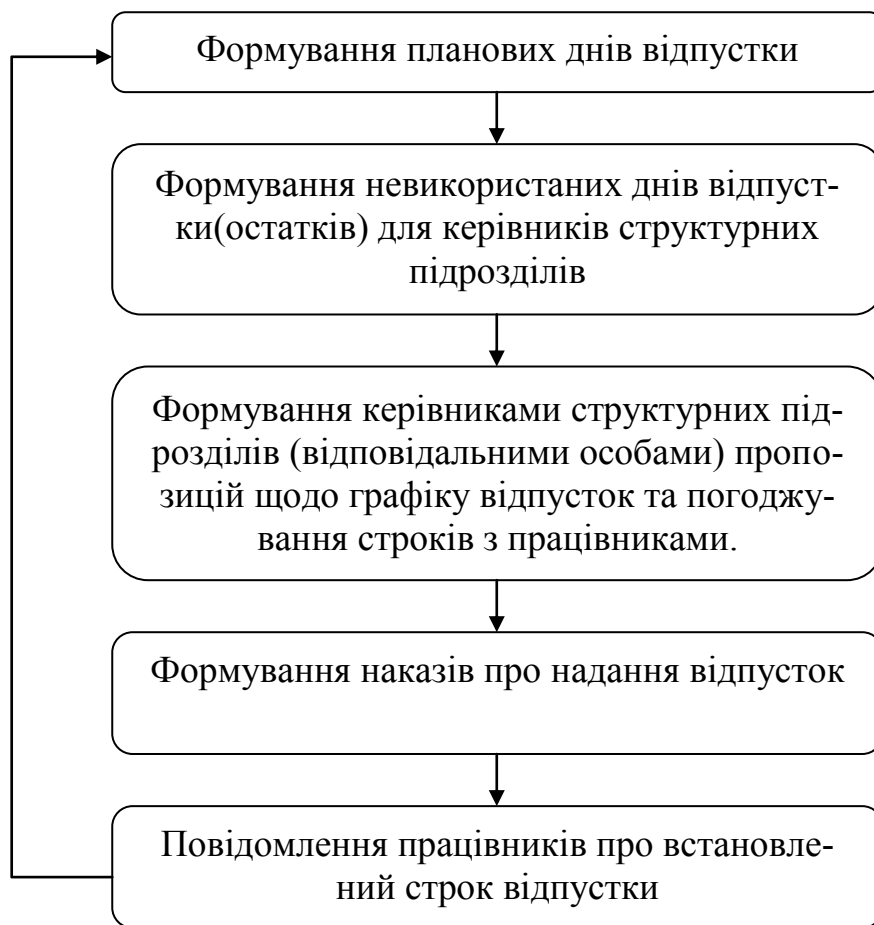 Формування планових днів відпустки
Формування невикористаних днів відпуст-
ки(остатків) для керівників структурних
підрозділів
Формування керівниками структурних під-
розділів (відповідальними особами) пропо-
зицій щодо графіку відпусток та погоджу-
вання строків з працівниками.
Формування наказів про надання відпусток
Повідомлення працівників про встановле-
ний строк відпустки